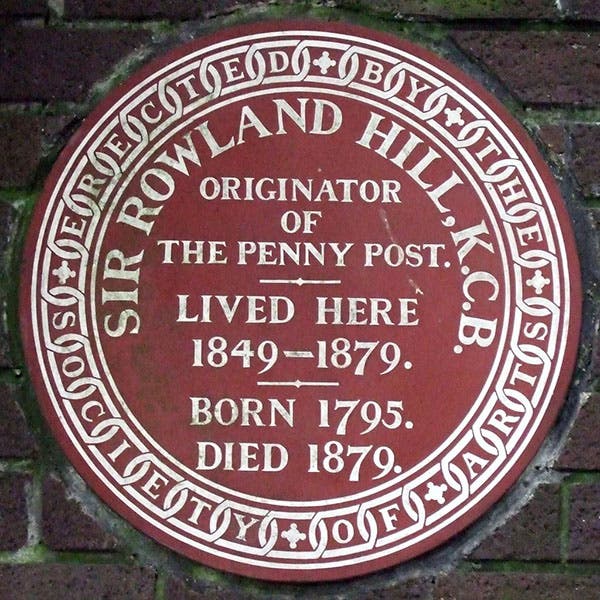 ERECTED BY THE SOCIETY OF ARTS
SIR ROWLAND HILL, K.C.B.
ORIGINATOR
OF
THE PENNY POST.
LIVED HERE
1849–1879.
BORN 1795.
DIED 1879.